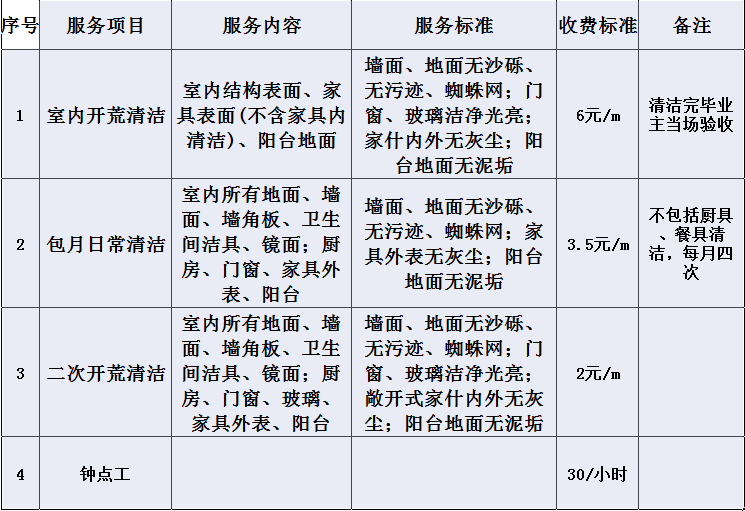 序号 服务项目 服务内容 服务标准 收费标准 备注
1
室内开荒清洁
室内结构表面、家
具表面(不含家具内
清洁)、阳台地面
墙面、地面无沙砾、
无污迹、蜘蛛网；门
窗、玻璃洁净光亮；
家什内外无灰尘；阳
台地面无泥垢
6元/m
清洁完毕业
主当场验收
2
包月日常清洁
室内所有地面、墙
面、墙角板、卫生
间洁具、镜面；厨
房、门窗、家具外
表、阳台
墙面、地面无沙砾、
无污迹、蜘蛛网；家
具外表无灰尘；阳台
地面无泥垢
3.5元/m
不包括厨具
、餐具清
洁，每月四
次
3
二次开荒清洁
室内所有地面、墙
面、墙角板、卫生
间洁具、镜面；厨
房、门窗、玻璃、
家具外表、阳台
墙面、地面无沙砾、
无污迹、蜘蛛网；门
窗、玻璃洁净光亮；
敞开式家什内外无灰
尘；阳台地面无泥垢
2元/m
4
钟点工
30/小时